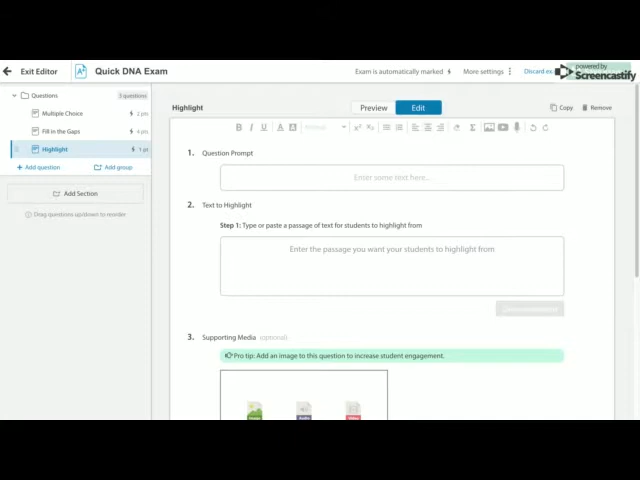 Exit Editor
Quick DNA Exam
Exam is automatically marked
More settings
Discard ex
powered by
Screencastify
Questions
3 questions
Multiple Choice
2 pts
Fill in the Gaps
4 pts
Highlight
1 pt
Add question
Add group
Add Section
Drag questions up/down to reorder
Highlight
Preview
Edit
Copy
Remove
B I U A A Normal x² x₂ Σ
1. Question Prompt
Enter some text here...
2. Text to Highlight
Step 1: Type or paste a passage of text for students to highlight from
Enter the passage you want your students to highlight from
3. Supporting Media (optional)
Pro tip: Add an image to this question to increase student engagement.